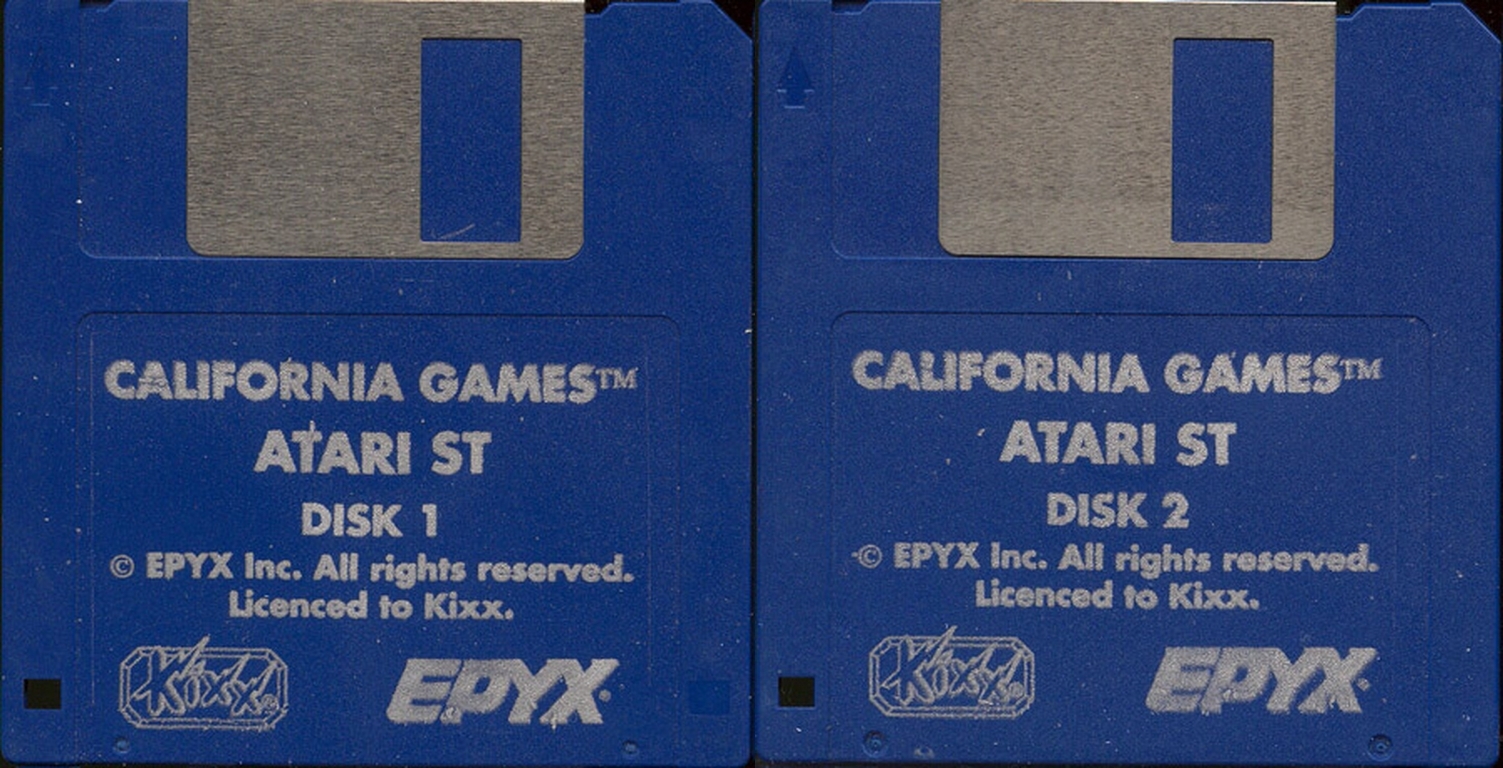 CALIFORNIA GAMES™
ATARI ST
DISK 1
© EPYX Inc. All rights reserved.
Licenced to Kixx.
Kixx®
EPYX®
CALIFORNIA GAMES™
ATARI ST
DISK 2
© EPYX Inc. All rights reserved.
Licenced to Kixx.
Kixx®
EPYX®